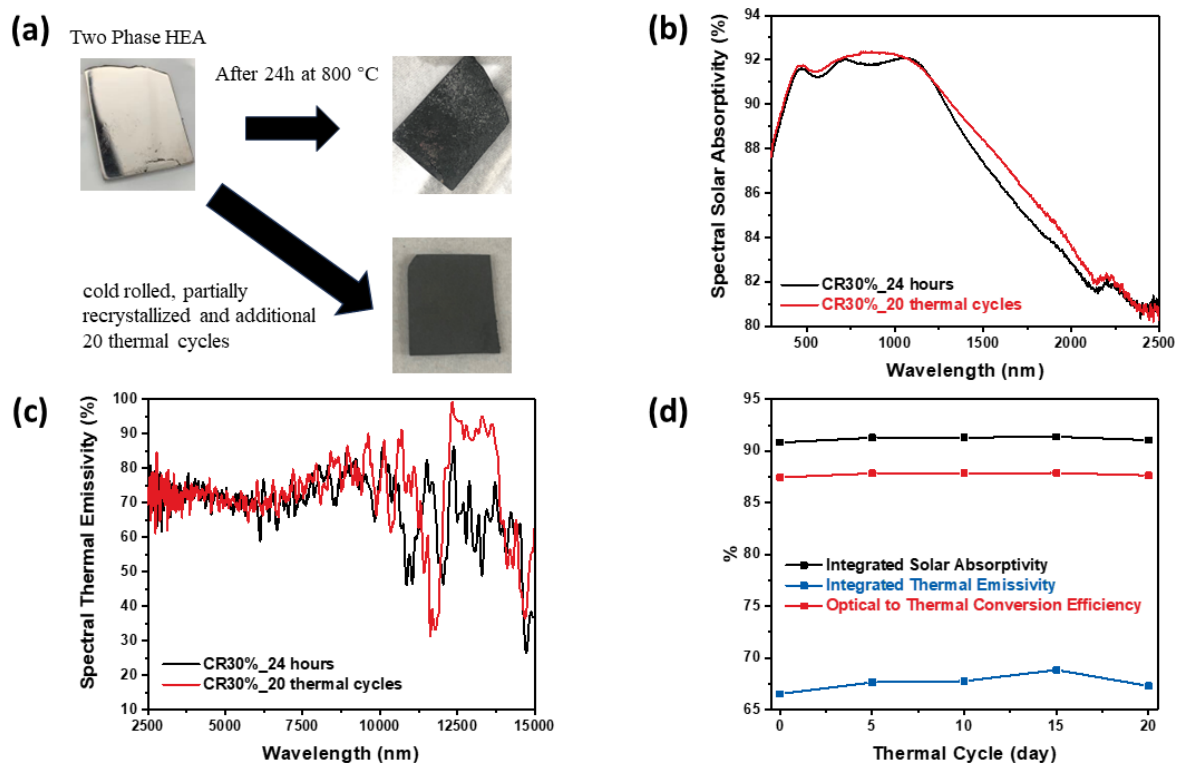 (a)
Two Phase HEA
After 24h at 800 °C
cold rolled, partially
recrystallized and additional
20 thermal cycles
(b)
Spectral Solar Absorptivity (%)
94
92
90
88
86
84
82
80
CR30%_24 hours
CR30%_20 thermal cycles
500 1000 1500 2000 2500
Wavelength (nm)
(c)
Spectral Thermal Emissivity (%)
100
90
80
70
60
50
40
30
20
10
CR30%_24 hours
CR30%_20 thermal cycles
2500 5000 7500 10000 12500 15000
Wavelength (nm)
(d)
%
95
90
85
80
75
70
65
Integrated Solar Absorptivity
Integrated Thermal Emissivity
Optical to Thermal Conversion Efficiency
0 5 10 15 20
Thermal Cycle (day)